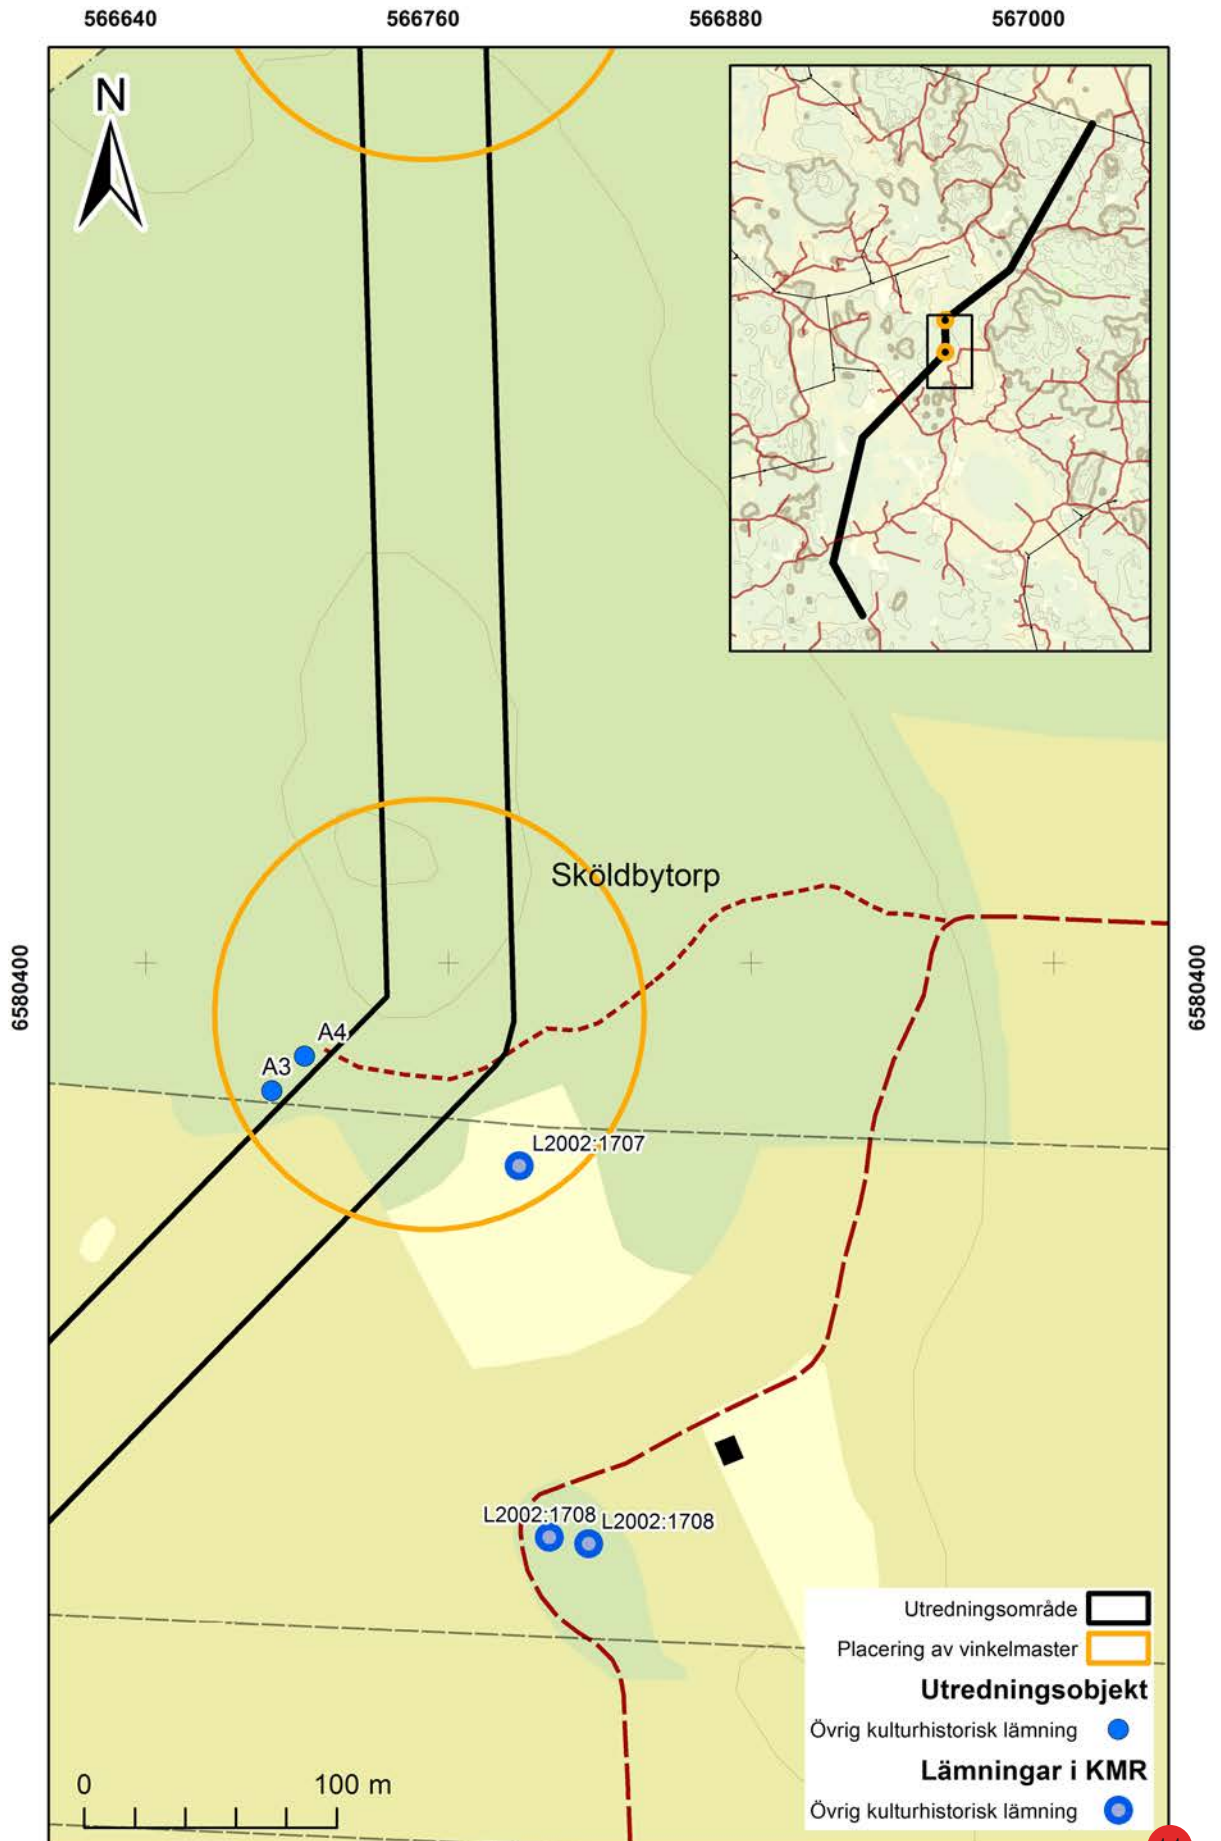 566640 566760 566880 567000
N
Sköldbytorp
6580400
6580400
A4
A3
L2002:1707
L2002:1708
L2002:1708
Utredningsområde
Placering av vinkelmaster
Utredningsobjekt
Övrig kulturhistorisk lämning
Lämningar i KMR
Övrig kulturhistorisk lämning
0 100 m